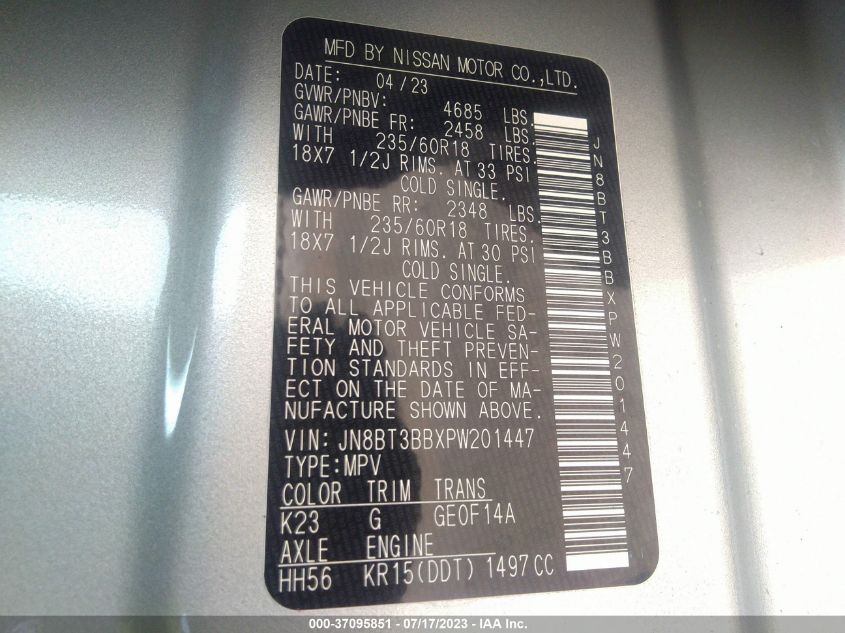 MFD BY NISSAN MOTOR CO.,LTD.
DATE: 04/23
GVWR/PNBV: 4685 LBS.
GAWR/PNBE FR: 2458 LBS.
WITH 235/60R18 TIRES.
18X7 1/2J RIMS. AT 33 PSI
COLD SINGLE.
GAWR/PNBE RR: 2348 LBS.
WITH 235/60R18 TIRES.
18X7 1/2J RIMS. AT 30 PSI
COLD SINGLE.
THIS VEHICLE CONFORMS
TO ALL APPLICABLE FED-
ERAL MOTOR VEHICLE SA-
FETY AND THEFT PREVEN-
TION STANDARDS IN EFF-
ECT ON THE DATE OF MA-
NUFACTURE SHOWN ABOVE.
VIN: JN8BT3BBXPW201447
TYPE:MPV
COLOR TRIM TRANS
K23 G GE0F14A
AXLE ENGINE
HH56 KR15(DDT) 1497CC
JN8BT3BBXPW201447
000-37095851 - 07/17/2023 - IAA Inc.